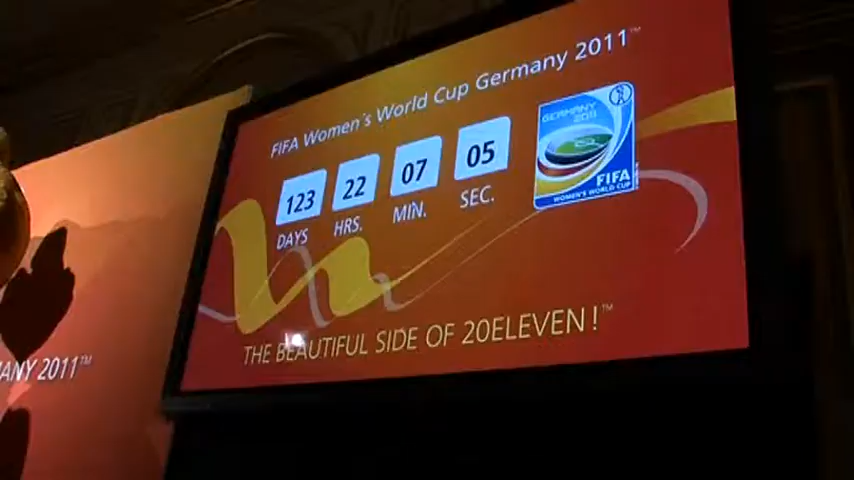 FIFA Women's World Cup Germany 2011™
123 22 07 05
DAYS HRS. MIN. SEC.
GERMANY
2011
FIFA
WOMEN'S WORLD CUP
THE BEAUTIFUL SIDE OF 20ELEVEN!™
2011™